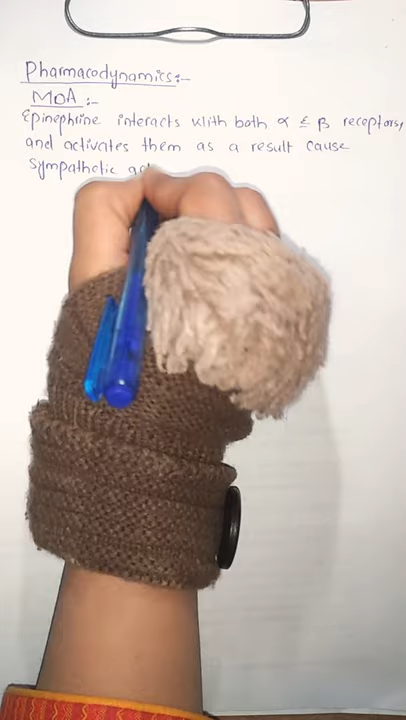 Pharmacodynamics:-
MOA :-
Epinephrine interacts with both α & β receptors,
and activates them as a result cause
Sympathetic